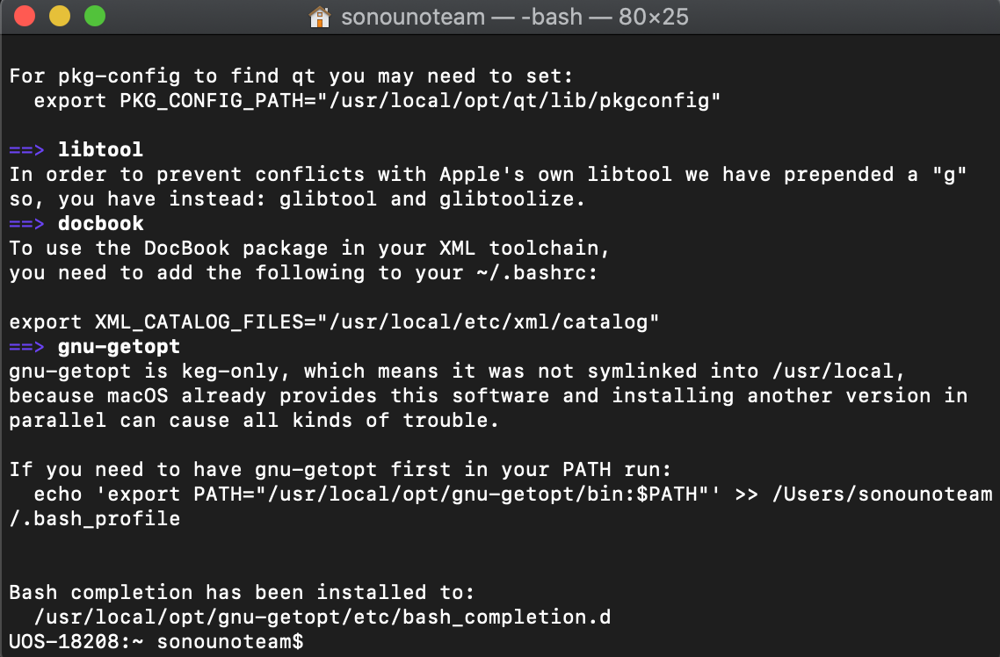 sonounoteam — -bash — 80×25
For pkg-config to find qt you may need to set:
  export PKG_CONFIG_PATH="/usr/local/opt/qt/lib/pkgconfig"
==> libtool
In order to prevent conflicts with Apple's own libtool we have prepended a "g"
so, you have instead: glibtool and glibtoolize.
==> docbook
To use the DocBook package in your XML toolchain,
you need to add the following to your ~/.bashrc:
export XML_CATALOG_FILES="/usr/local/etc/xml/catalog"
==> gnu-getopt
gnu-getopt is keg-only, which means it was not symlinked into /usr/local,
because macOS already provides this software and installing another version in
parallel can cause all kinds of trouble.
If you need to have gnu-getopt first in your PATH run:
  echo 'export PATH="/usr/local/opt/gnu-getopt/bin:$PATH"' >> /Users/sonounoteam
/.bash_profile
Bash completion has been installed to:
  /usr/local/opt/gnu-getopt/etc/bash_completion.d
UOS-18208:~ sonounoteam$